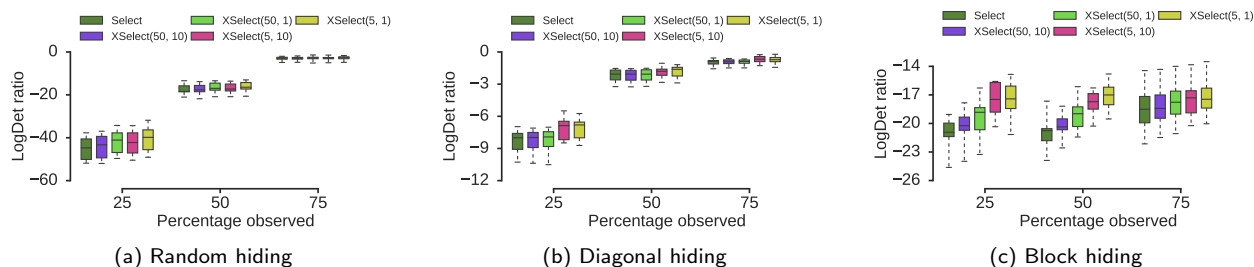 Select XSelect(50, 1) XSelect(5, 1)
XSelect(50, 10) XSelect(5, 10)
LogDet ratio
0
−20
−40
−60
25 50 75
Percentage observed
(a) Random hiding
Select XSelect(50, 1) XSelect(5, 1)
XSelect(50, 10) XSelect(5, 10)
LogDet ratio
0
−3
−6
−9
−12
25 50 75
Percentage observed
(b) Diagonal hiding
Select XSelect(50, 1) XSelect(5, 1)
XSelect(50, 10) XSelect(5, 10)
LogDet ratio
−14
−17
−20
−23
−26
25 50 75
Percentage observed
(c) Block hiding